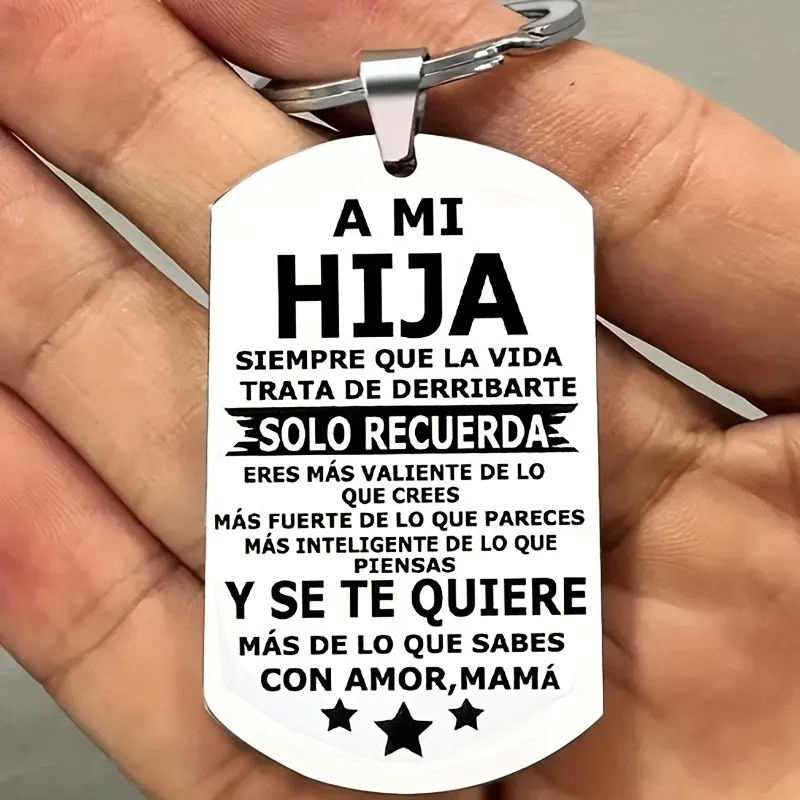 A MI
HIJA
SIEMPRE QUE LA VIDA
TRATA DE DERRIBARTE
SOLO RECUERDA
ERES MÁS VALIENTE DE LO
QUE CREES
MÁS FUERTE DE LO QUE PARECES
MÁS INTELIGENTE DE LO QUE
PIENSAS
Y SE TE QUIERE
MÁS DE LO QUE SABES
CON AMOR,MAMÁ